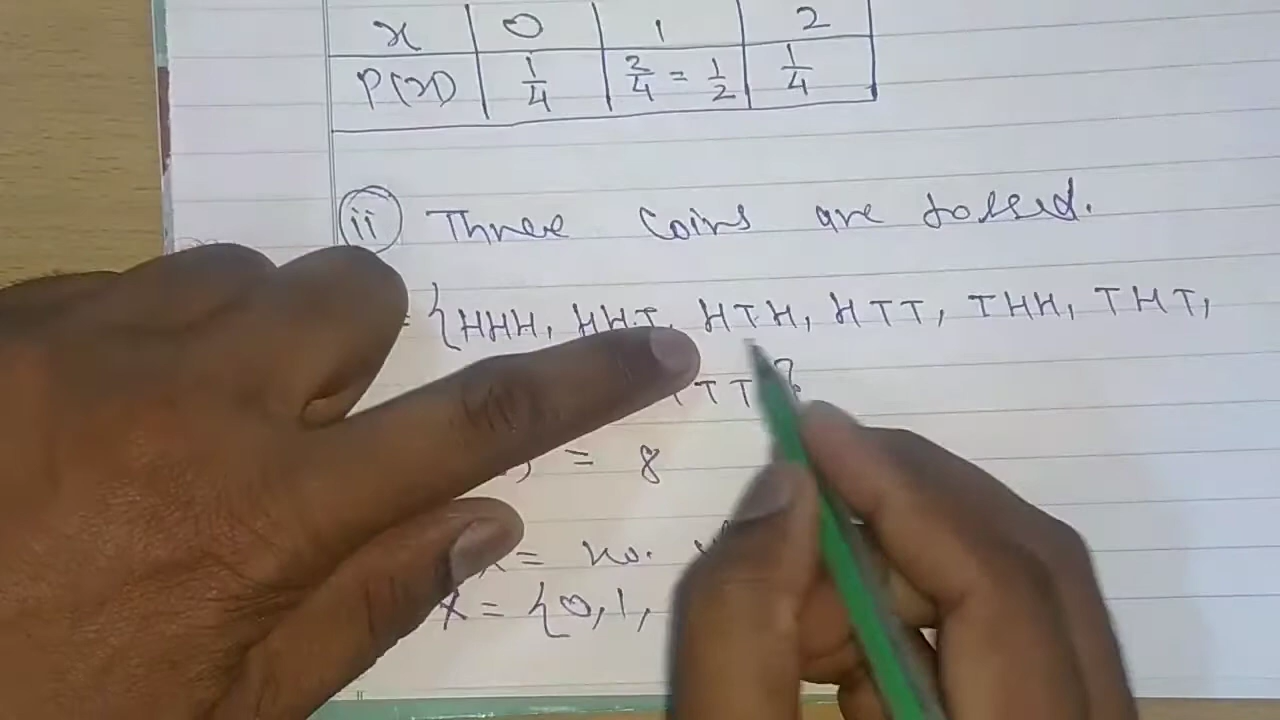 x 0 1 2
P(x) 1/4 2/4 = 1/2 1/4
ii Three Coins are tossed.
= {HHH, HHT, HTH, HTT, THH, THT,
TTT}
= 8
X = no.
X = {0, 1,